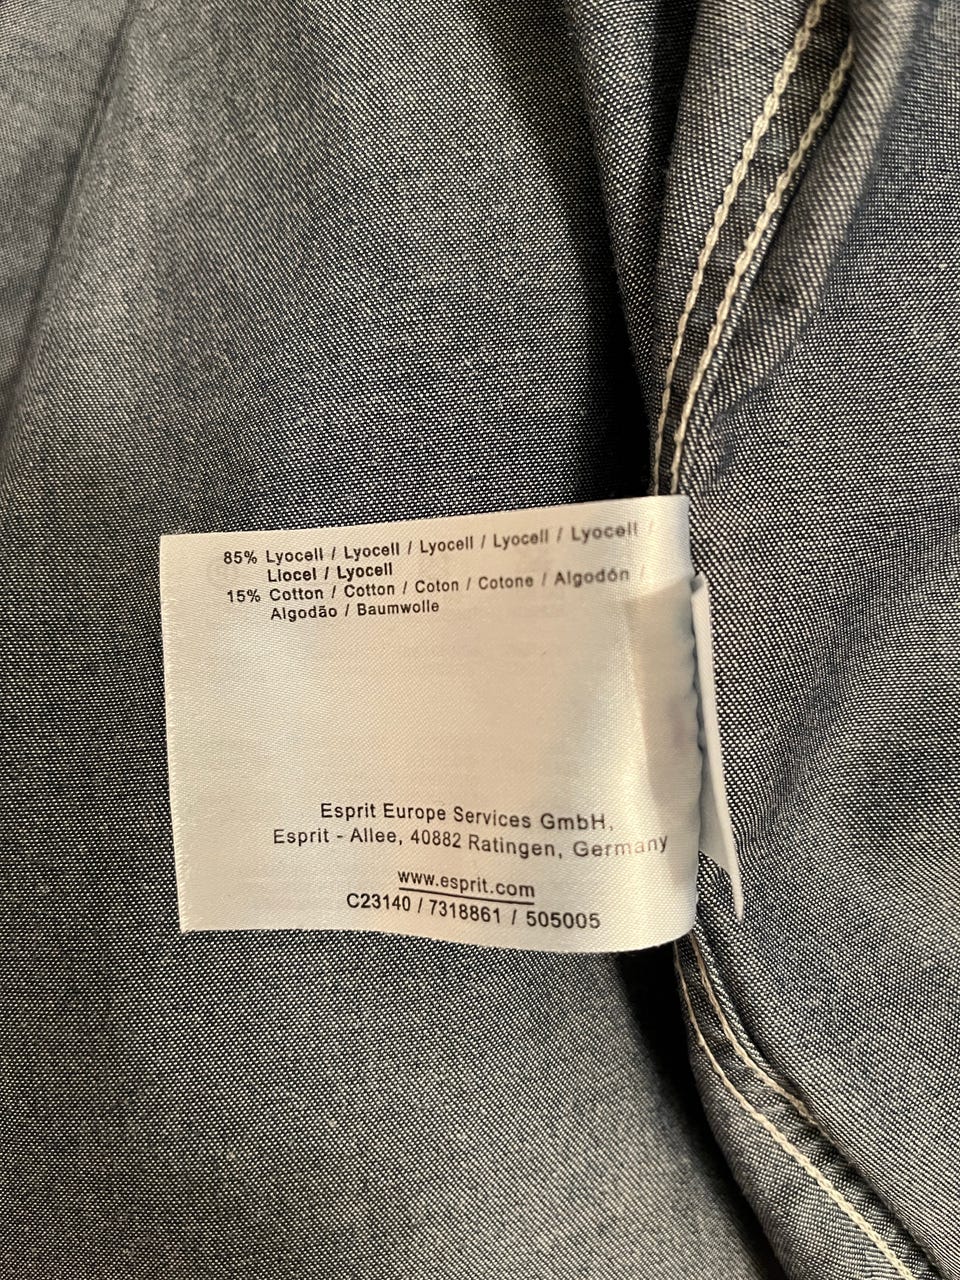 85% Lyocell / Lyocell / Lyocell / Lyocell / Lyocell /
Liocel / Lyocell
15% Cotton / Cotton / Coton / Cotone / Algodón /
Algodão / Baumwolle
Esprit Europe Services GmbH,
Esprit - Allee, 40882 Ratingen, Germany
www.esprit.com
C23140 / 7318861 / 505005